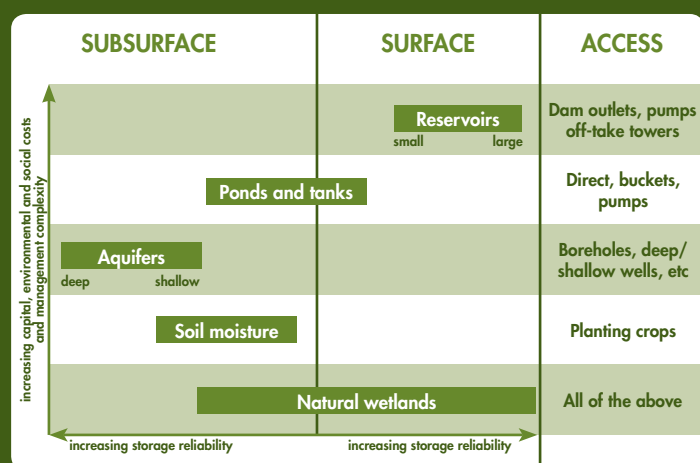 SUBSURFACE
SURFACE
ACCESS
increasing capital, environmental and social costs
and management complexity
Reservoirs
small
large
Dam outlets, pumps
off-take towers
Ponds and tanks
Direct, buckets,
pumps
Aquifers
deep
shallow
Boreholes, deep/
shallow wells, etc
Soil moisture
Planting crops
Natural wetlands
All of the above
increasing storage reliability
increasing storage reliability